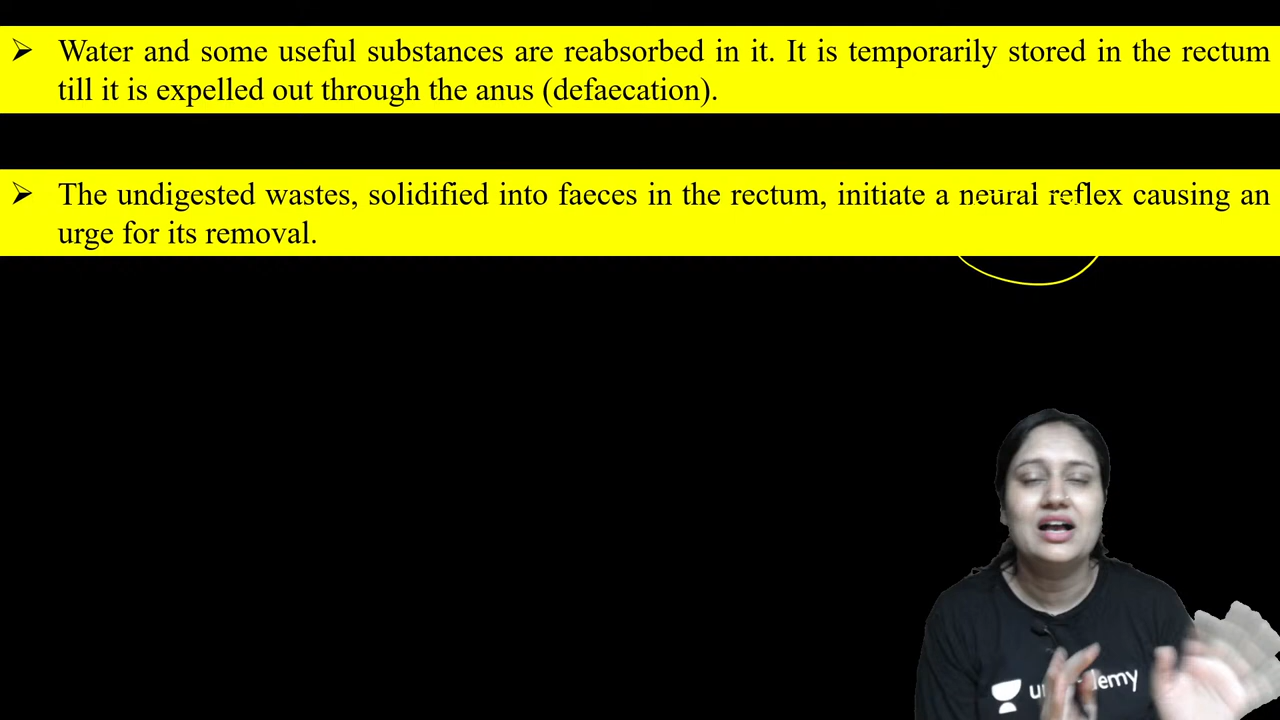 ➢ Water and some useful substances are reabsorbed in it. It is temporarily stored in the rectum
till it is expelled out through the anus (defaecation).
➢ The undigested wastes, solidified into faeces in the rectum, initiate a neural reflex causing an
urge for its removal.